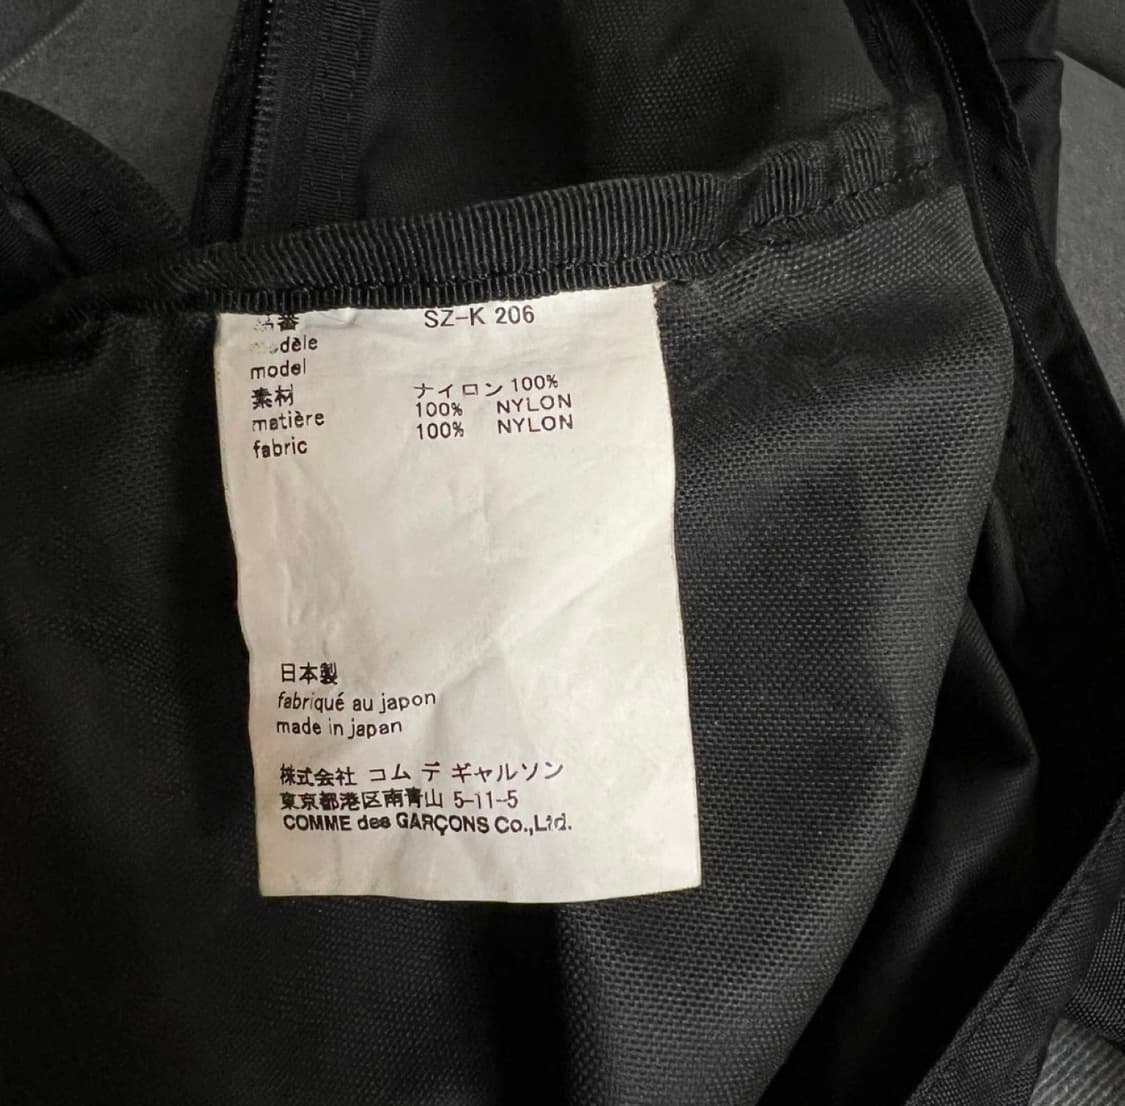 品番 SZ-K 206
modèle
model
素材 ナイロン 100%
matière 100% NYLON
fabric 100% NYLON
日本製
fabriqué au japon
made in japan
株式会社 コム デ ギャルソン
東京都港区南青山 5-11-5
COMME des GARÇONS Co.,Ltd.